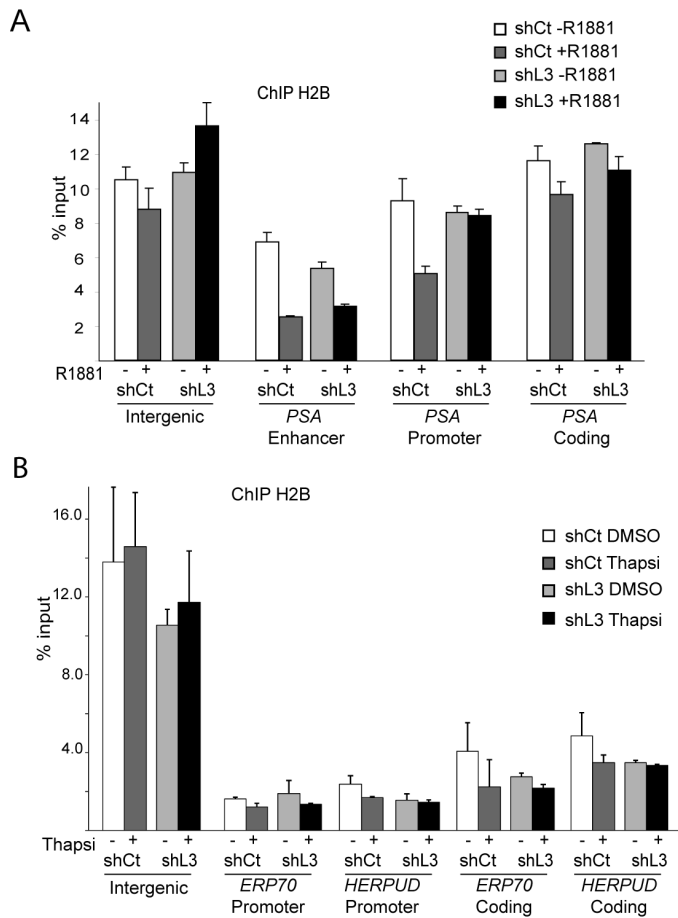 A
shCt -R1881
shCt +R1881
shL3 -R1881
shL3 +R1881
ChIP H2B
% input
14
12
10
8
6
4
2
R1881 - + - + - + - + - + - + - + - +
shCt shL3 shCt shL3 shCt shL3 shCt shL3
Intergenic PSA PSA PSA
Enhancer Promoter Coding
B
ChIP H2B
shCt DMSO
shCt Thapsi
shL3 DMSO
shL3 Thapsi
% input
16.0
12.0
8.0
4.0
Thapsi - + - + - + - + - + - + - + - + - + - +
shCt shL3 shCt shL3 shCt shL3 shCt shL3 shCt shL3
Intergenic ERP70 HERPUD ERP70 HERPUD
Promoter Promoter Coding Coding